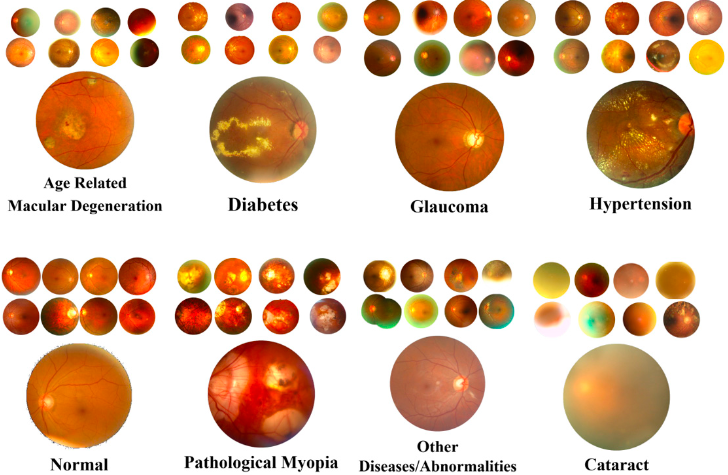 Age Related
Macular Degeneration
Diabetes
Glaucoma
Hypertension
Normal
Pathological Myopia
Other
Diseases/Abnormalities
Cataract